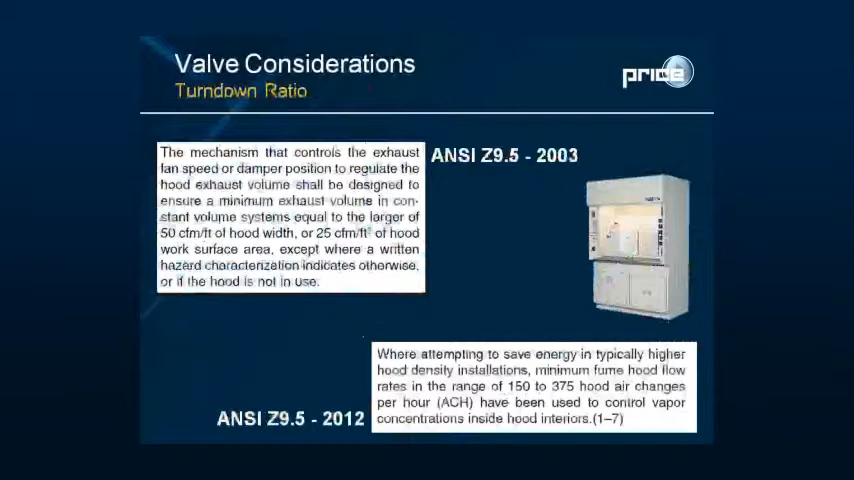 Valve Considerations
Turndown Ratio
price
The mechanism that controls the exhaust
fan speed or damper position to regulate the
hood exhaust volume shall be designed to
ensure a minimum exhaust volume in con-
stant volume systems equal to the larger of
50 cfm/ft of hood width, or 25 cfm/ft² of hood
work surface area, except where a written
hazard characterization indicates otherwise,
or if the hood is not in use.
ANSI Z9.5 - 2003
Where attempting to save energy in typically higher
hood density installations, minimum fume hood flow
rates in the range of 150 to 375 hood air changes
per hour (ACH) have been used to control vapor
concentrations inside hood interiors.(1–7)
ANSI Z9.5 - 2012